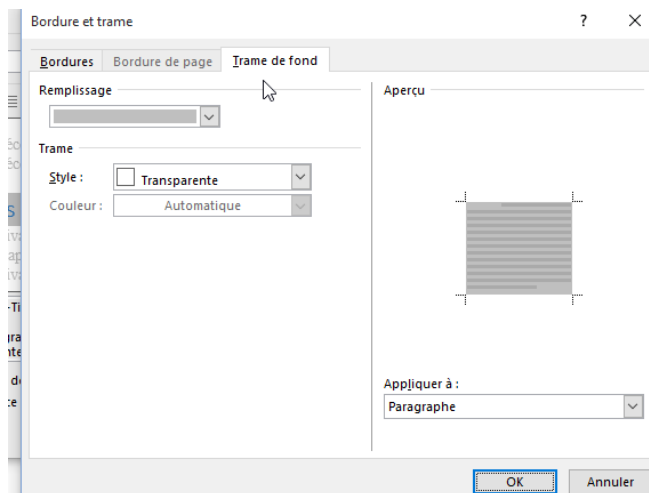 Bordure et trame ? ×
Bordures Bordure de page Trame de fond
Remplissage
Aperçu
Trame
Style : Transparente
Couleur : Automatique
Appliquer à :
Paragraphe
OK Annuler